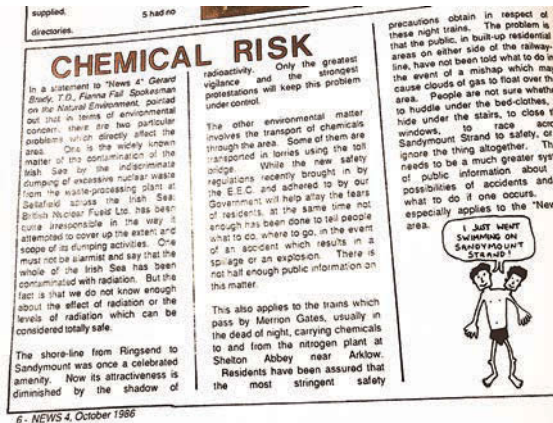 supplied.
directories.
5 had no
CHEMICAL RISK
In a statement to "News 4" Gerard
Brady, T.D., Fianna Fail Spokesman
on the Natural Environment, pointed
out that in terms of environmental
concern, there are two particular
problems which directly affect the
area. One is the widely known
matter of the contamination of the
Irish Sea by the indiscriminate
dumping of excessive nuclear waste
from the waste-processing plant at
Sellafield across the Irish Sea.
British Nuclear Fuels Ltd. has been
quite irresponsible in the way it
attempted to cover up the extent and
scope of its dumping activities. One
must not be alarmist and say that the
whole of the Irish Sea has been
contaminated with radiation. But the
fact is that we do not know enough
about the effect of radiation or the
levels of radiation which can be
considered totally safe.
The shore-line from Ringsend to
Sandymount was once a celebrated
amenity. Now its attractiveness is
diminished by the shadow of
radioactivity. Only the greatest
vigilance and the strongest
protestations will keep this problem
under control.
The other environmental matter
involves the transport of chemicals
through the area. Some of them are
transported in lorries using the toll
bridge. While the new safety
regulations recently brought in by
the E.E.C. and adhered to by our
Government will help allay the fears
of residents, at the same time not
enough has been done to tell people
what to do, where to go, in the event
of an accident which results in a
spillage or an explosion. There is
not half enough public information on
this matter.
This also applies to the trains which
pass by Merrion Gates, usually in
the dead of night, carrying chemicals
to and from the nitrogen plant at
Shelton Abbey near Arklow.
Residents have been assured that
the most stringent safety
precautions obtain in respect of
these night trains. The problem is
that the public, in built-up residential
areas on either side of the railway
line, have not been told what to do in
the event of a mishap which may
cause clouds of gas to float over th
area. People are not sure wheth
to huddle under the bed-clothes,
hide under the stairs, to close
windows, to race acro
Sandymount Strand to safety, or
ignore the thing altogether. Th
needs to be a much greater sys
of public information about
possibilities of accidents and
what to do if one occurs.
especially applies to the "New
area.
I JUST WENT
SWIMMING ON
SANDYMOUNT
STRAND!
6 - NEWS 4, October 1986